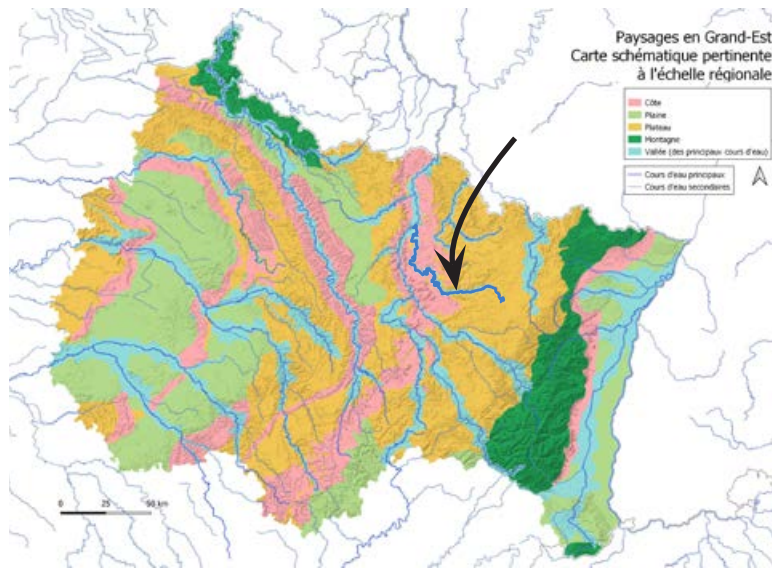 Paysages en Grand-Est
Carte schématique pertinente
à l'échelle régionale
Côte
Plaine
Plateau
Montagne
Vallée (des principaux cours d'eau)
Cours d'eau principaux
Cours d'eau secondaires
0 25 50 km